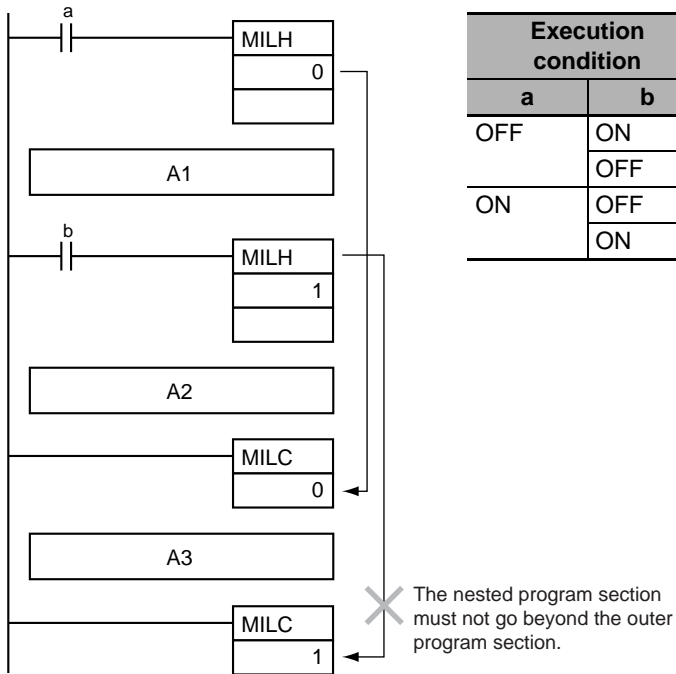 a
MILH
0
A1
b
MILH
1
A2
MILC
0
A3
MILC
1
The nested program section
must not go beyond the outer
program section.
Execution
condition
a b
OFF ON
OFF
ON OFF
ON